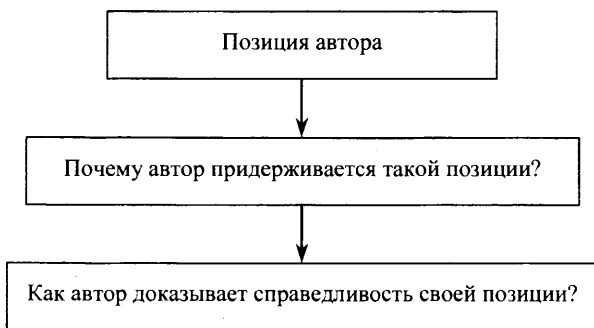 Позиция автора
Почему автор придерживается такой позиции?
Как автор доказывает справедливость своей позиции?